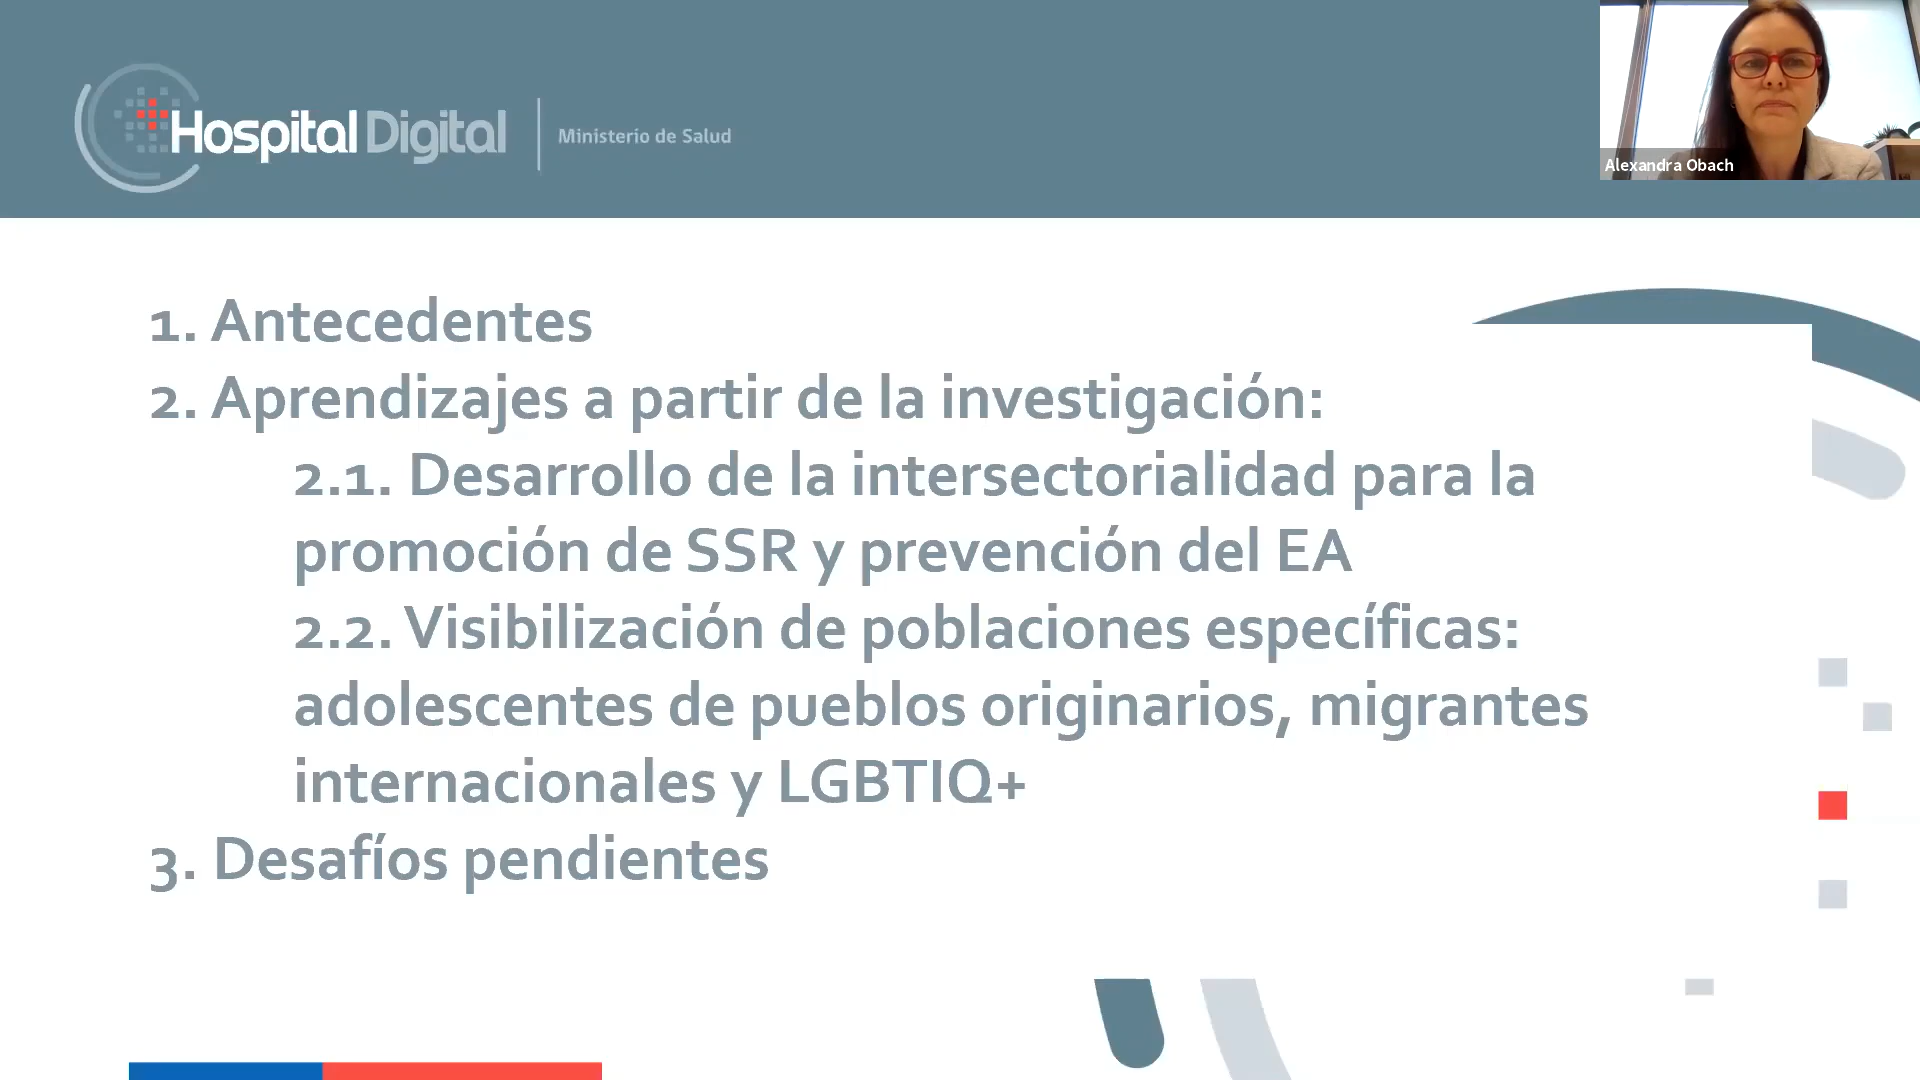 Hospital Digital
Ministerio de Salud
Alexandra Obach
1. Antecedentes
2. Aprendizajes a partir de la investigación:
2.1. Desarrollo de la intersectorialidad para la
promoción de SSR y prevención del EA
2.2. Visibilización de poblaciones específicas:
adolescentes de pueblos originarios, migrantes
internacionales y LGBTIQ+
3. Desafíos pendientes